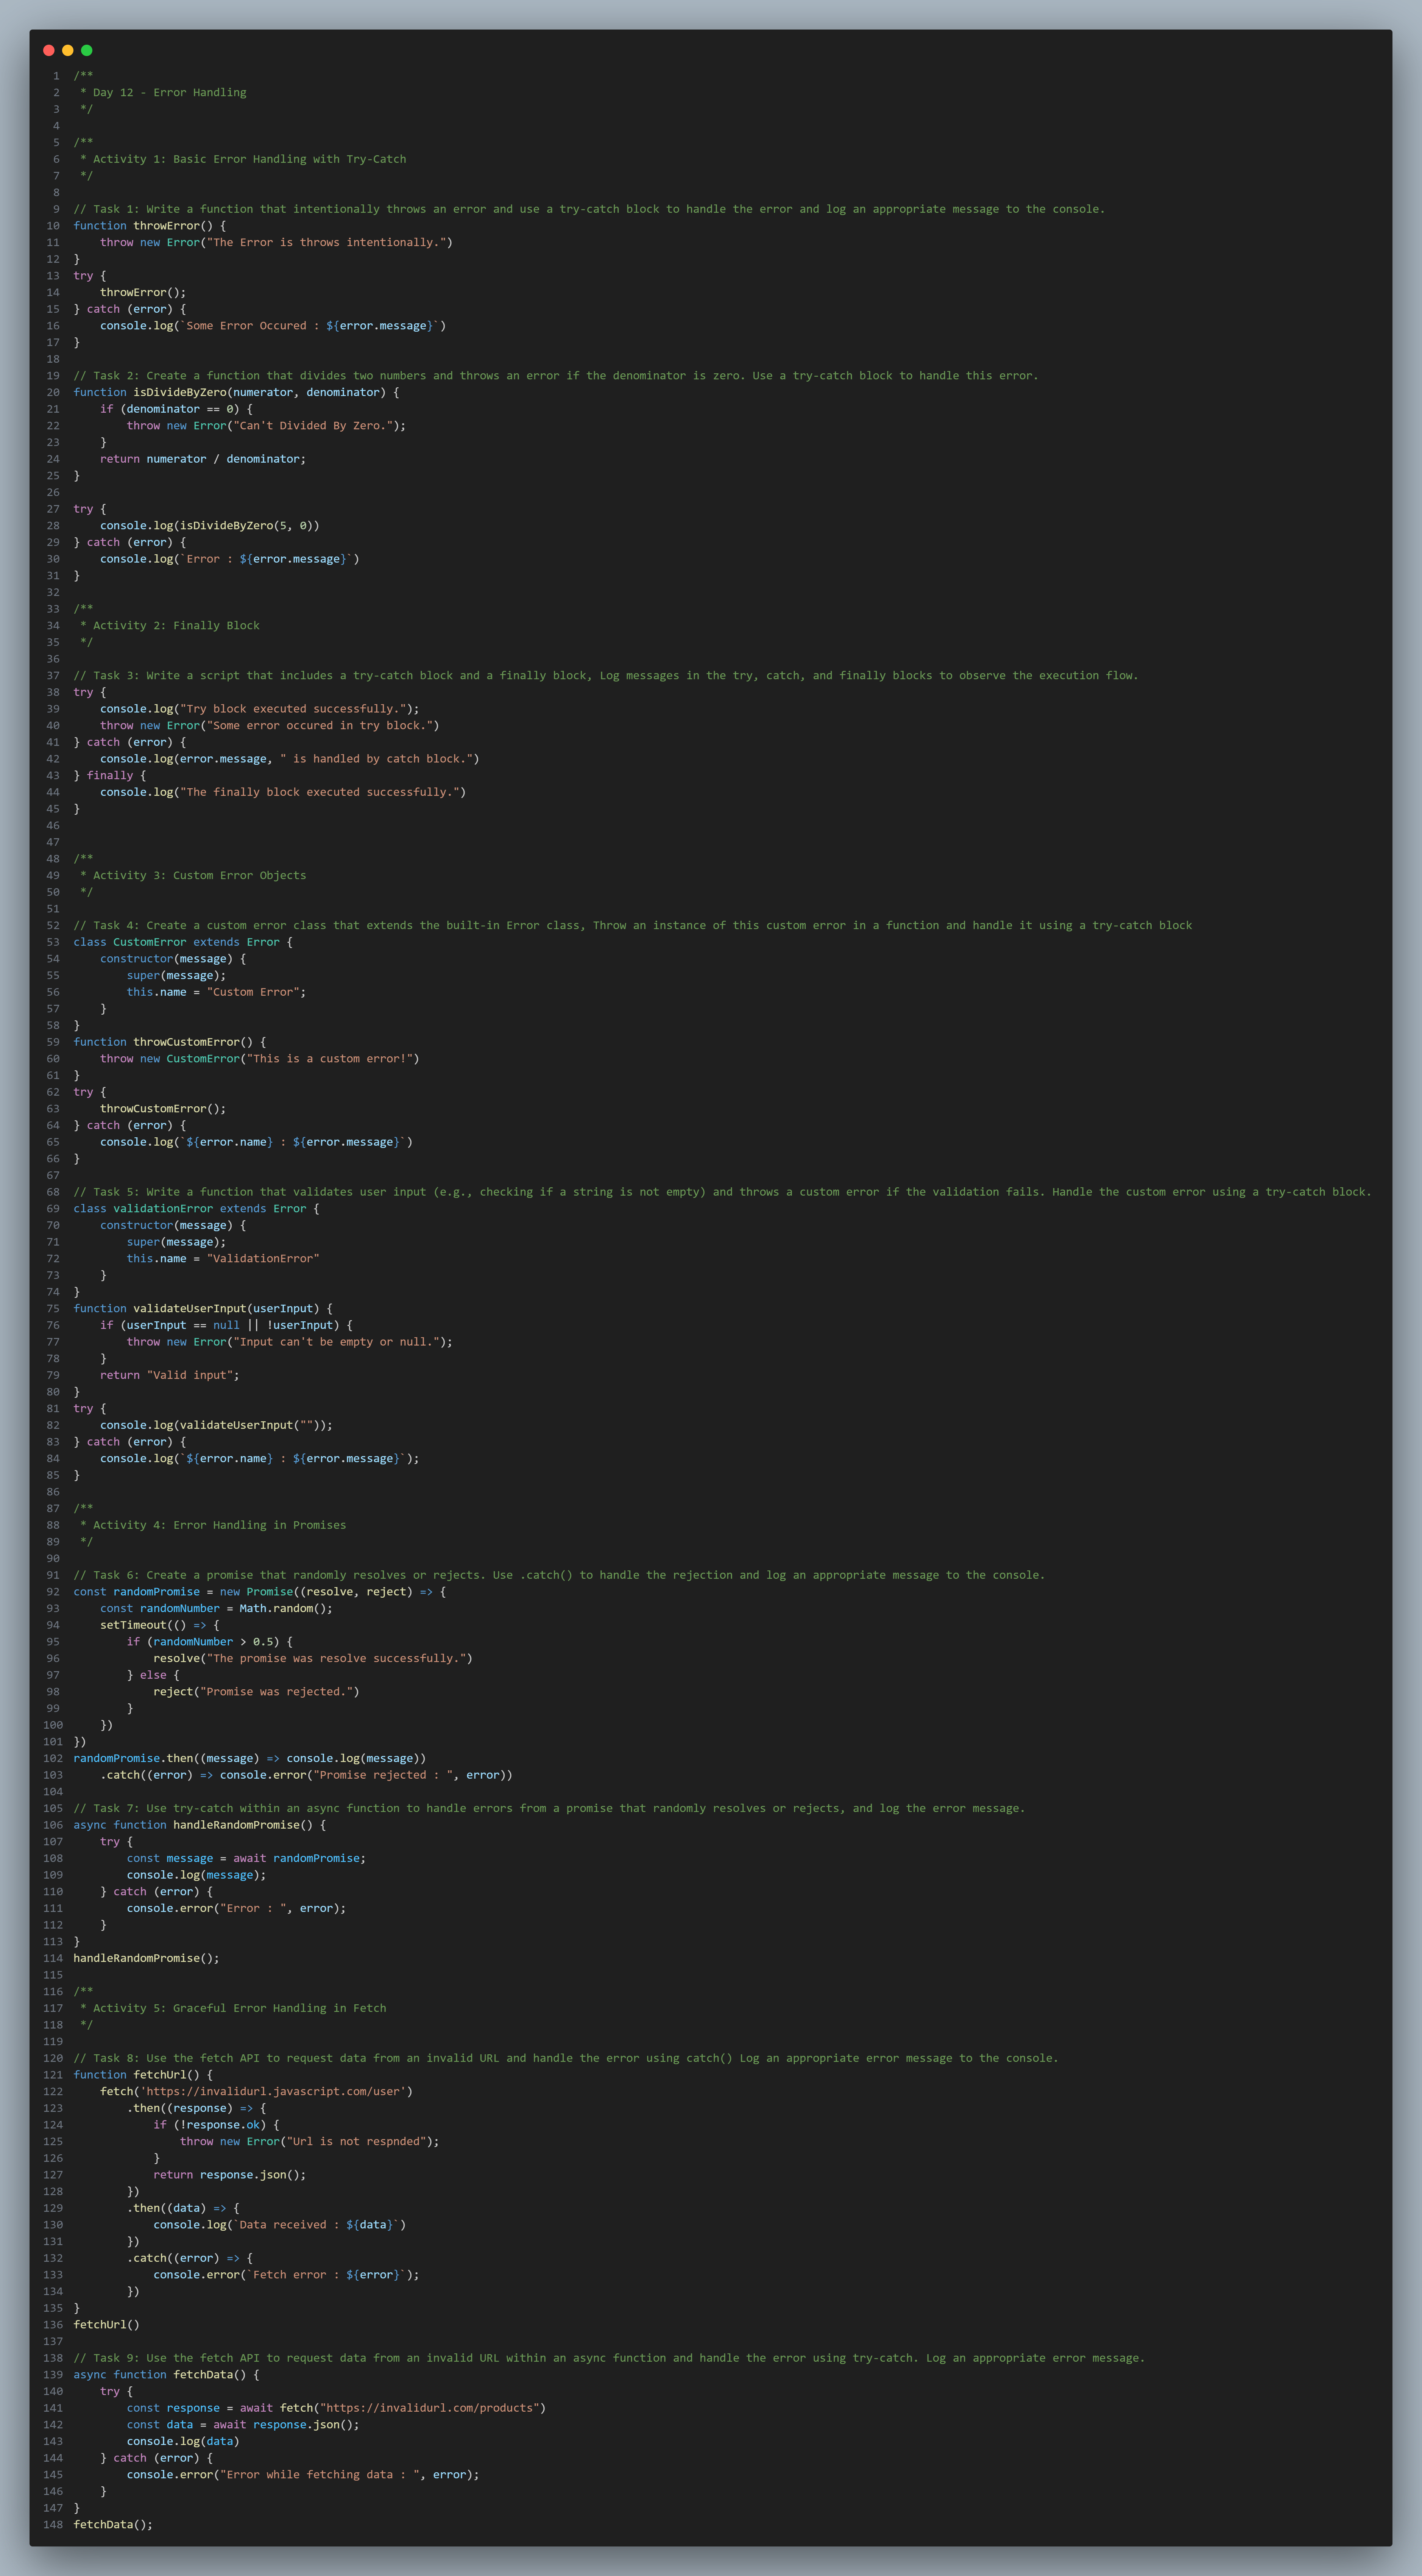 1 /**
2  * Day 12 - Error Handling
3  */
4
5 /**
6  * Activity 1: Basic Error Handling with Try-Catch
7  */
8
9 // Task 1: Write a function that intentionally throws an error and use a try-catch block to handle the error and log an appropriate message to the console.
10 function throwError() {
11     throw new Error("The Error is throws intentionally.")
12 }
13 try {
14     throwError();
15 } catch (error) {
16     console.log(`Some Error Occured : ${error.message}`)
17 }
18
19 // Task 2: Create a function that divides two numbers and throws an error if the denominator is zero. Use a try-catch block to handle this error.
20 function isDivideByZero(numerator, denominator) {
21     if (denominator == 0) {
22         throw new Error("Can't Divided By Zero.");
23     }
24     return numerator / denominator;
25 }
26
27 try {
28     console.log(isDivideByZero(5, 0))
29 } catch (error) {
30     console.log(`Error : ${error.message}`)
31 }
32
33 /**
34  * Activity 2: Finally Block
35  */
36
37 // Task 3: Write a script that includes a try-catch block and a finally block, Log messages in the try, catch, and finally blocks to observe the execution flow.
38 try {
39     console.log("Try block executed successfully.");
40     throw new Error("Some error occured in try block.")
41 } catch (error) {
42     console.log(error.message, " is handled by catch block.")
43 } finally {
44     console.log("The finally block executed successfully.")
45 }
46
47
48 /**
49  * Activity 3: Custom Error Objects
50  */
51
52 // Task 4: Create a custom error class that extends the built-in Error class, Throw an instance of this custom error in a function and handle it using a try-catch block
53 class CustomError extends Error {
54     constructor(message) {
55         super(message);
56         this.name = "Custom Error";
57     }
58 }
59 function throwCustomError() {
60     throw new CustomError("This is a custom error!")
61 }
62 try {
63     throwCustomError();
64 } catch (error) {
65     console.log(`${error.name} : ${error.message}`)
66 }
67
68 // Task 5: Write a function that validates user input (e.g., checking if a string is not empty) and throws a custom error if the validation fails. Handle the custom error using a try-catch block.
69 class validationError extends Error {
70     constructor(message) {
71         super(message);
72         this.name = "ValidationError"
73     }
74 }
75 function validateUserInput(userInput) {
76     if (userInput == null || !userInput) {
77         throw new Error("Input can't be empty or null.");
78     }
79     return "Valid input";
80 }
81 try {
82     console.log(validateUserInput(""));
83 } catch (error) {
84     console.log(`${error.name} : ${error.message}`);
85 }
86
87 /**
88  * Activity 4: Error Handling in Promises
89  */
90
91 // Task 6: Create a promise that randomly resolves or rejects. Use .catch() to handle the rejection and log an appropriate message to the console.
92 const randomPromise = new Promise((resolve, reject) => {
93     const randomNumber = Math.random();
94     setTimeout(() => {
95         if (randomNumber > 0.5) {
96             resolve("The promise was resolve successfully.")
97         } else {
98             reject("Promise was rejected.")
99         }
100     })
101 })
102 randomPromise.then((message) => console.log(message))
103     .catch((error) => console.error("Promise rejected : ", error))
104
105 // Task 7: Use try-catch within an async function to handle errors from a promise that randomly resolves or rejects, and log the error message.
106 async function handleRandomPromise() {
107     try {
108         const message = await randomPromise;
109         console.log(message);
110     } catch (error) {
111         console.error("Error : ", error);
112     }
113 }
114 handleRandomPromise();
115
116 /**
117  * Activity 5: Graceful Error Handling in Fetch
118  */
119
120 // Task 8: Use the fetch API to request data from an invalid URL and handle the error using catch() Log an appropriate error message to the console.
121 function fetchUrl() {
122     fetch('https://invalidurl.javascript.com/user')
123         .then((response) => {
124             if (!response.ok) {
125                 throw new Error("Url is not respnded");
126             }
127             return response.json();
128         })
129         .then((data) => {
130             console.log(`Data received : ${data}`)
131         })
132         .catch((error) => {
133             console.error(`Fetch error : ${error}`);
134         })
135 }
136 fetchUrl()
137
138 // Task 9: Use the fetch API to request data from an invalid URL within an async function and handle the error using try-catch. Log an appropriate error message.
139 async function fetchData() {
140     try {
141         const response = await fetch("https://invalidurl.com/products")
142         const data = await response.json();
143         console.log(data)
144     } catch (error) {
145         console.error("Error while fetching data : ", error);
146     }
147 }
148 fetchData();